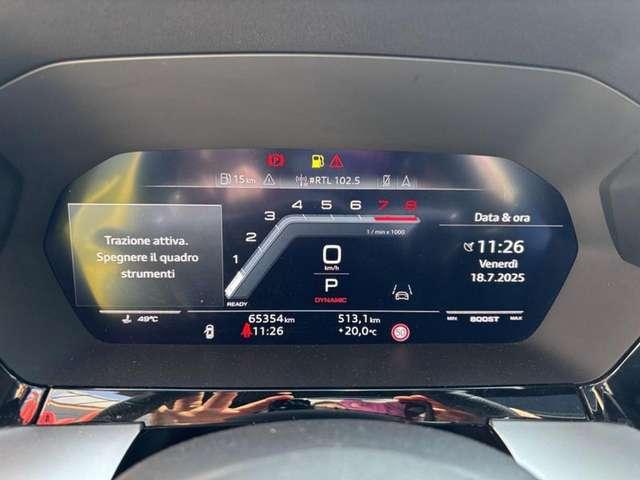 15 km #RTL 102.5
Trazione attiva.
Spegnere il quadro
strumenti
1 2 3 4 5 6 7 8
1 / min x 1000
READY
0
km/h
P
DYNAMIC
Data & ora
11:26
Venerdì
18.7.2025
49°C
65354 km
11:26
513,1 km
+20,0°C
50
MIN BOOST MAX